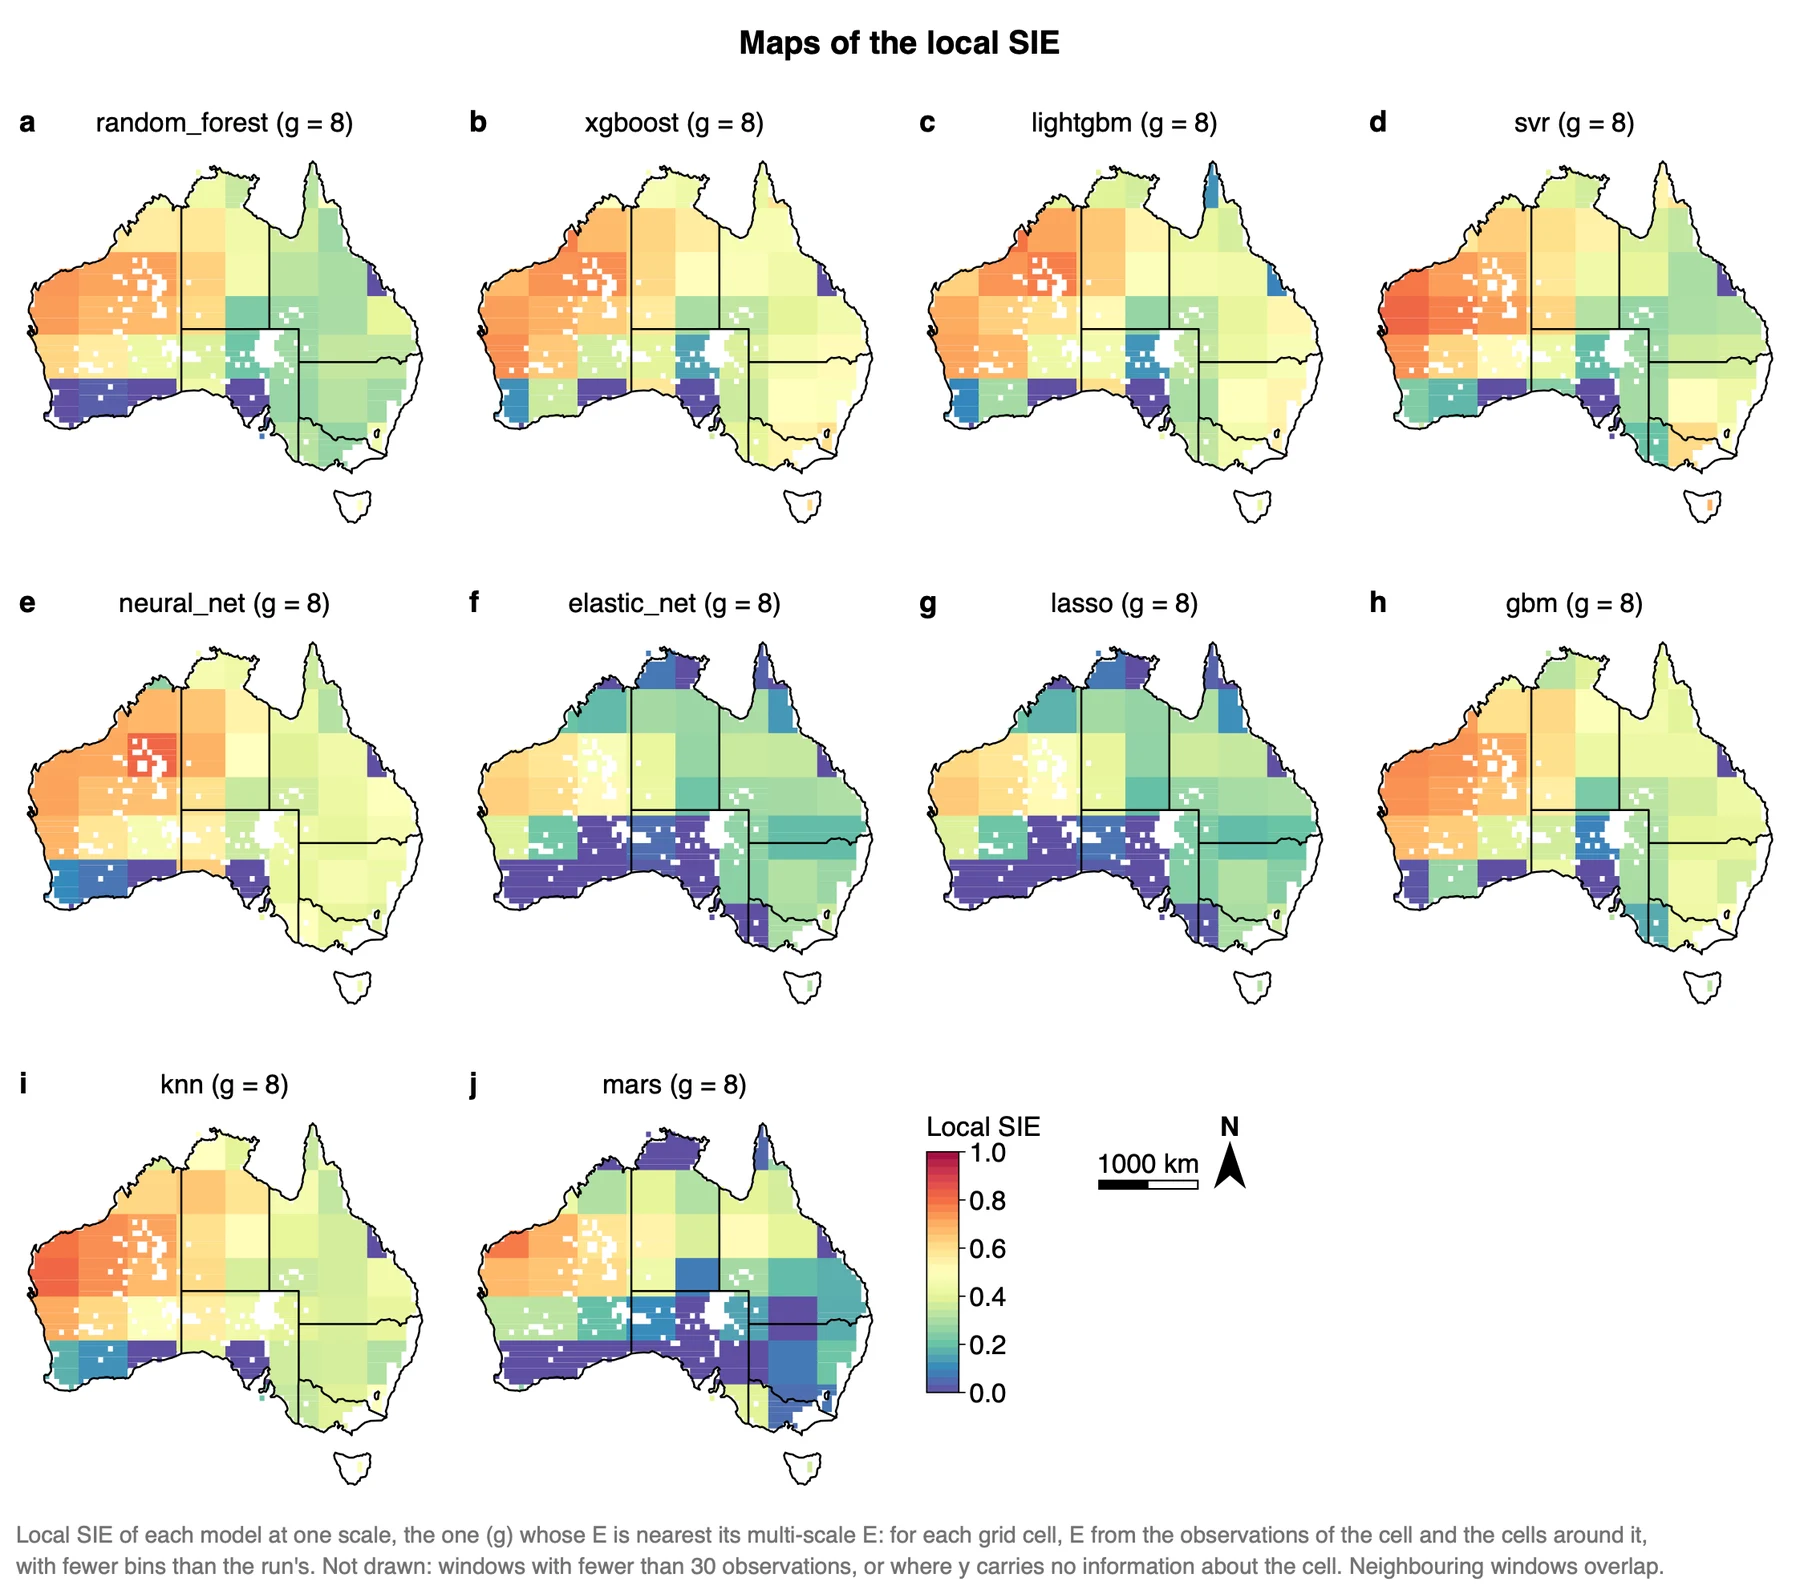 Maps of the local SIE
a random_forest (g = 8)
b xgboost (g = 8)
c lightgbm (g = 8)
d svr (g = 8)
e neural_net (g = 8)
f elastic_net (g = 8)
g lasso (g = 8)
h gbm (g = 8)
i knn (g = 8)
j mars (g = 8)
Local SIE
1.0
0.8
0.6
0.4
0.2
0.0
1000 km
N
Local SIE of each model at one scale, the one (g) whose E is nearest its multi-scale E: for each grid cell, E from the observations of the cell and the cells around it,
with fewer bins than the run's. Not drawn: windows with fewer than 30 observations, or where y carries no information about the cell. Neighbouring windows overlap.